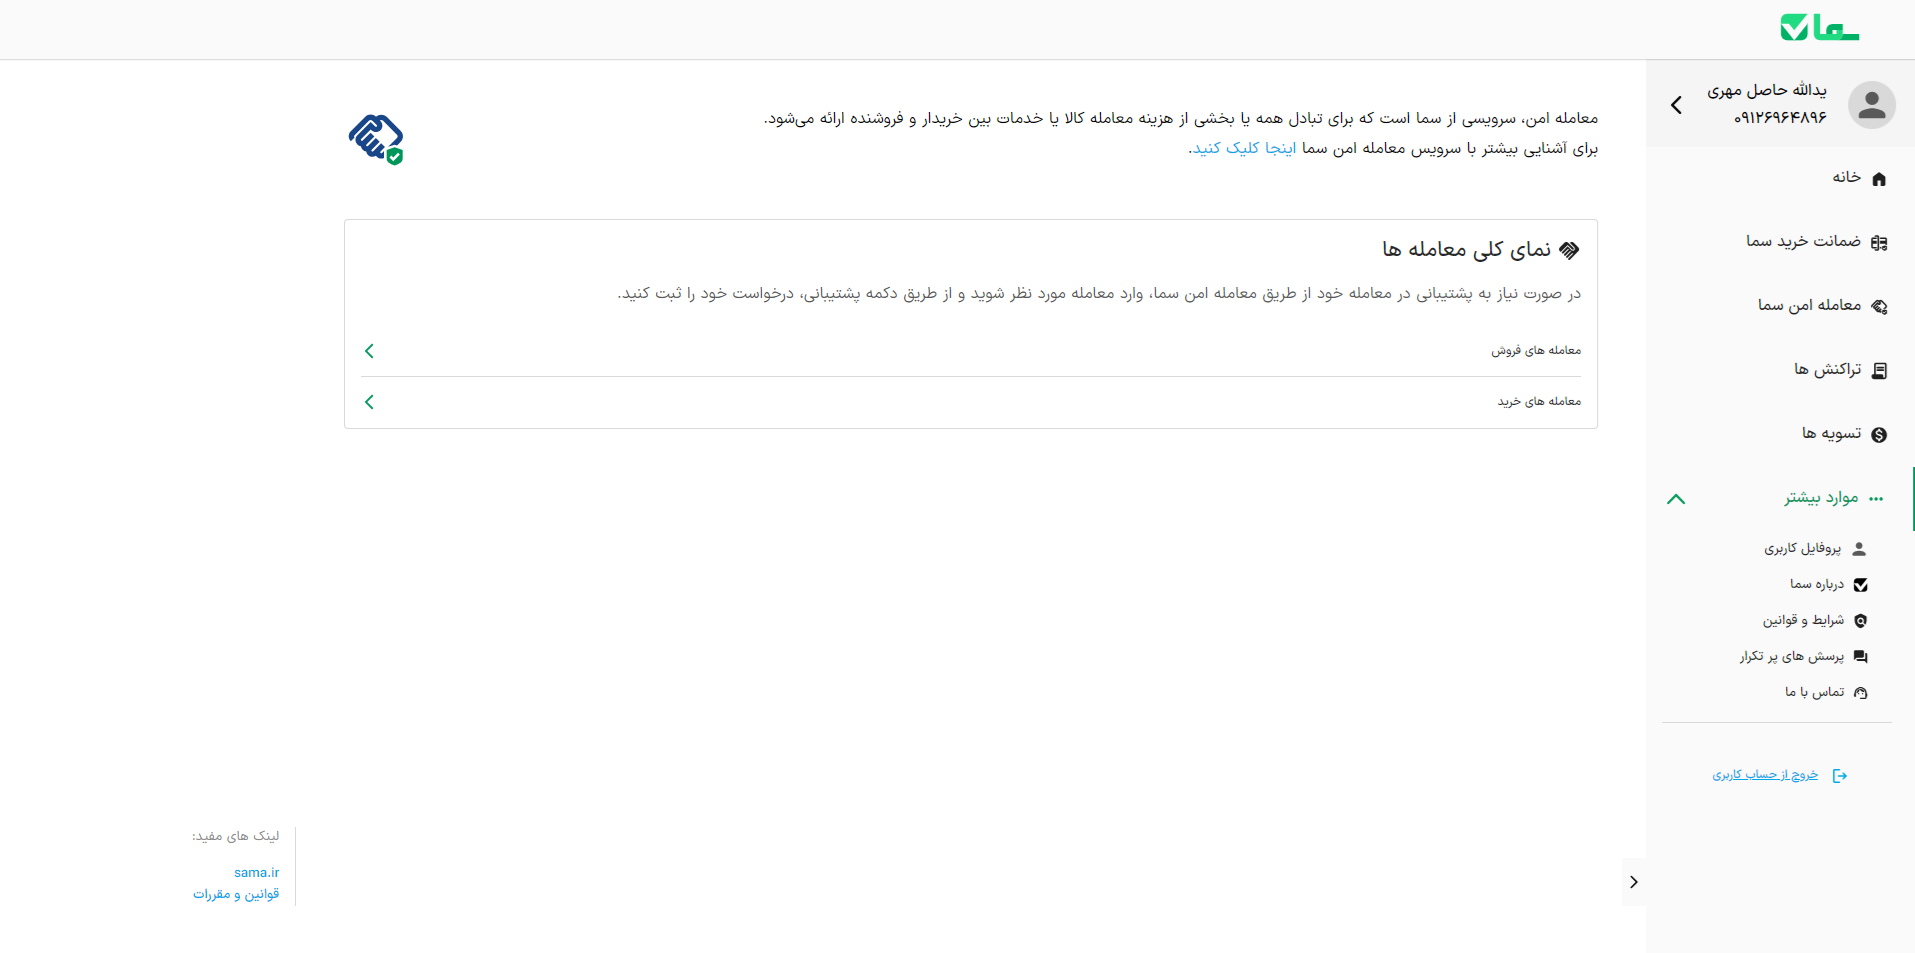 سما
یدالله حاصل مهری
۰۹۱۲۶۹۶۴۸۹۶
خانه
ضمانت خرید سما
معامله امن سما
تراکنش ها
تسویه ها
موارد بیشتر
پروفایل کاربری
درباره سما
شرایط و قوانین
پرسش های پر تکرار
تماس با ما
خروج از حساب کاربری
معامله امن، سرویسی از سما است که برای تبادل همه یا بخشی از هزینه معامله کالا یا خدمات بین خریدار و فروشنده ارائه می‌شود.
برای آشنایی بیشتر با سرویس معامله امن سما اینجا کلیک کنید.
نمای کلی معامله ها
در صورت نیاز به پشتیبانی در معامله خود از طریق معامله امن سما، وارد معامله مورد نظر شوید و از طریق دکمه پشتیبانی، درخواست خود را ثبت کنید.
معامله های فروش
معامله های خرید
لینک های مفید:
sama.ir
قوانین و مقررات